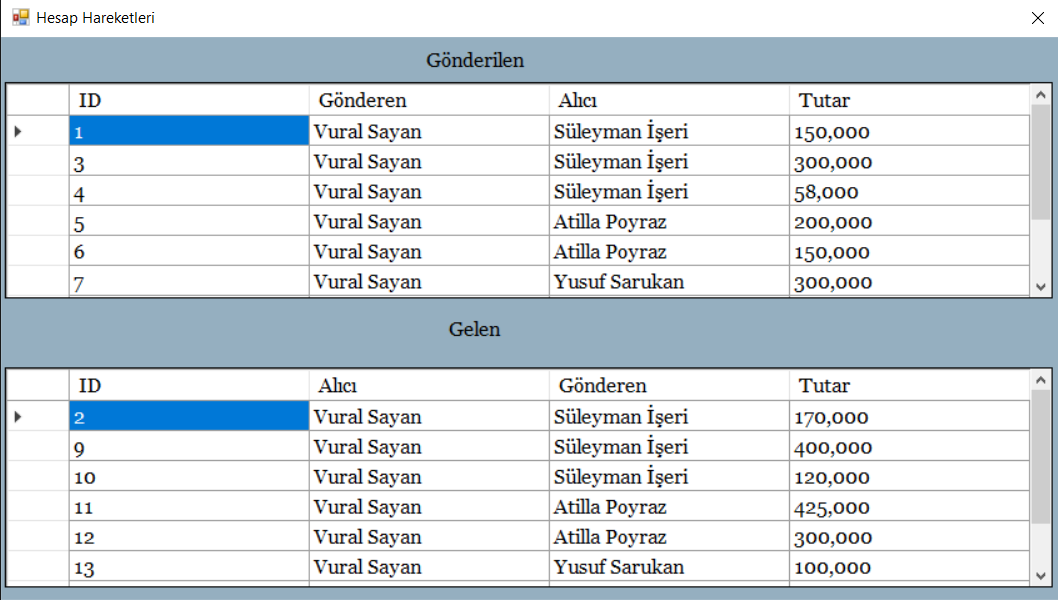 Hesap Hareketleri
Gönderilen
ID Gönderen Alıcı Tutar
1 Vural Sayan Süleyman İşeri 150,000
3 Vural Sayan Süleyman İşeri 300,000
4 Vural Sayan Süleyman İşeri 58,000
5 Vural Sayan Atilla Poyraz 200,000
6 Vural Sayan Atilla Poyraz 150,000
7 Vural Sayan Yusuf Sarukan 300,000
Gelen
ID Alıcı Gönderen Tutar
2 Vural Sayan Süleyman İşeri 170,000
9 Vural Sayan Süleyman İşeri 400,000
10 Vural Sayan Süleyman İşeri 120,000
11 Vural Sayan Atilla Poyraz 425,000
12 Vural Sayan Atilla Poyraz 300,000
13 Vural Sayan Yusuf Sarukan 100,000